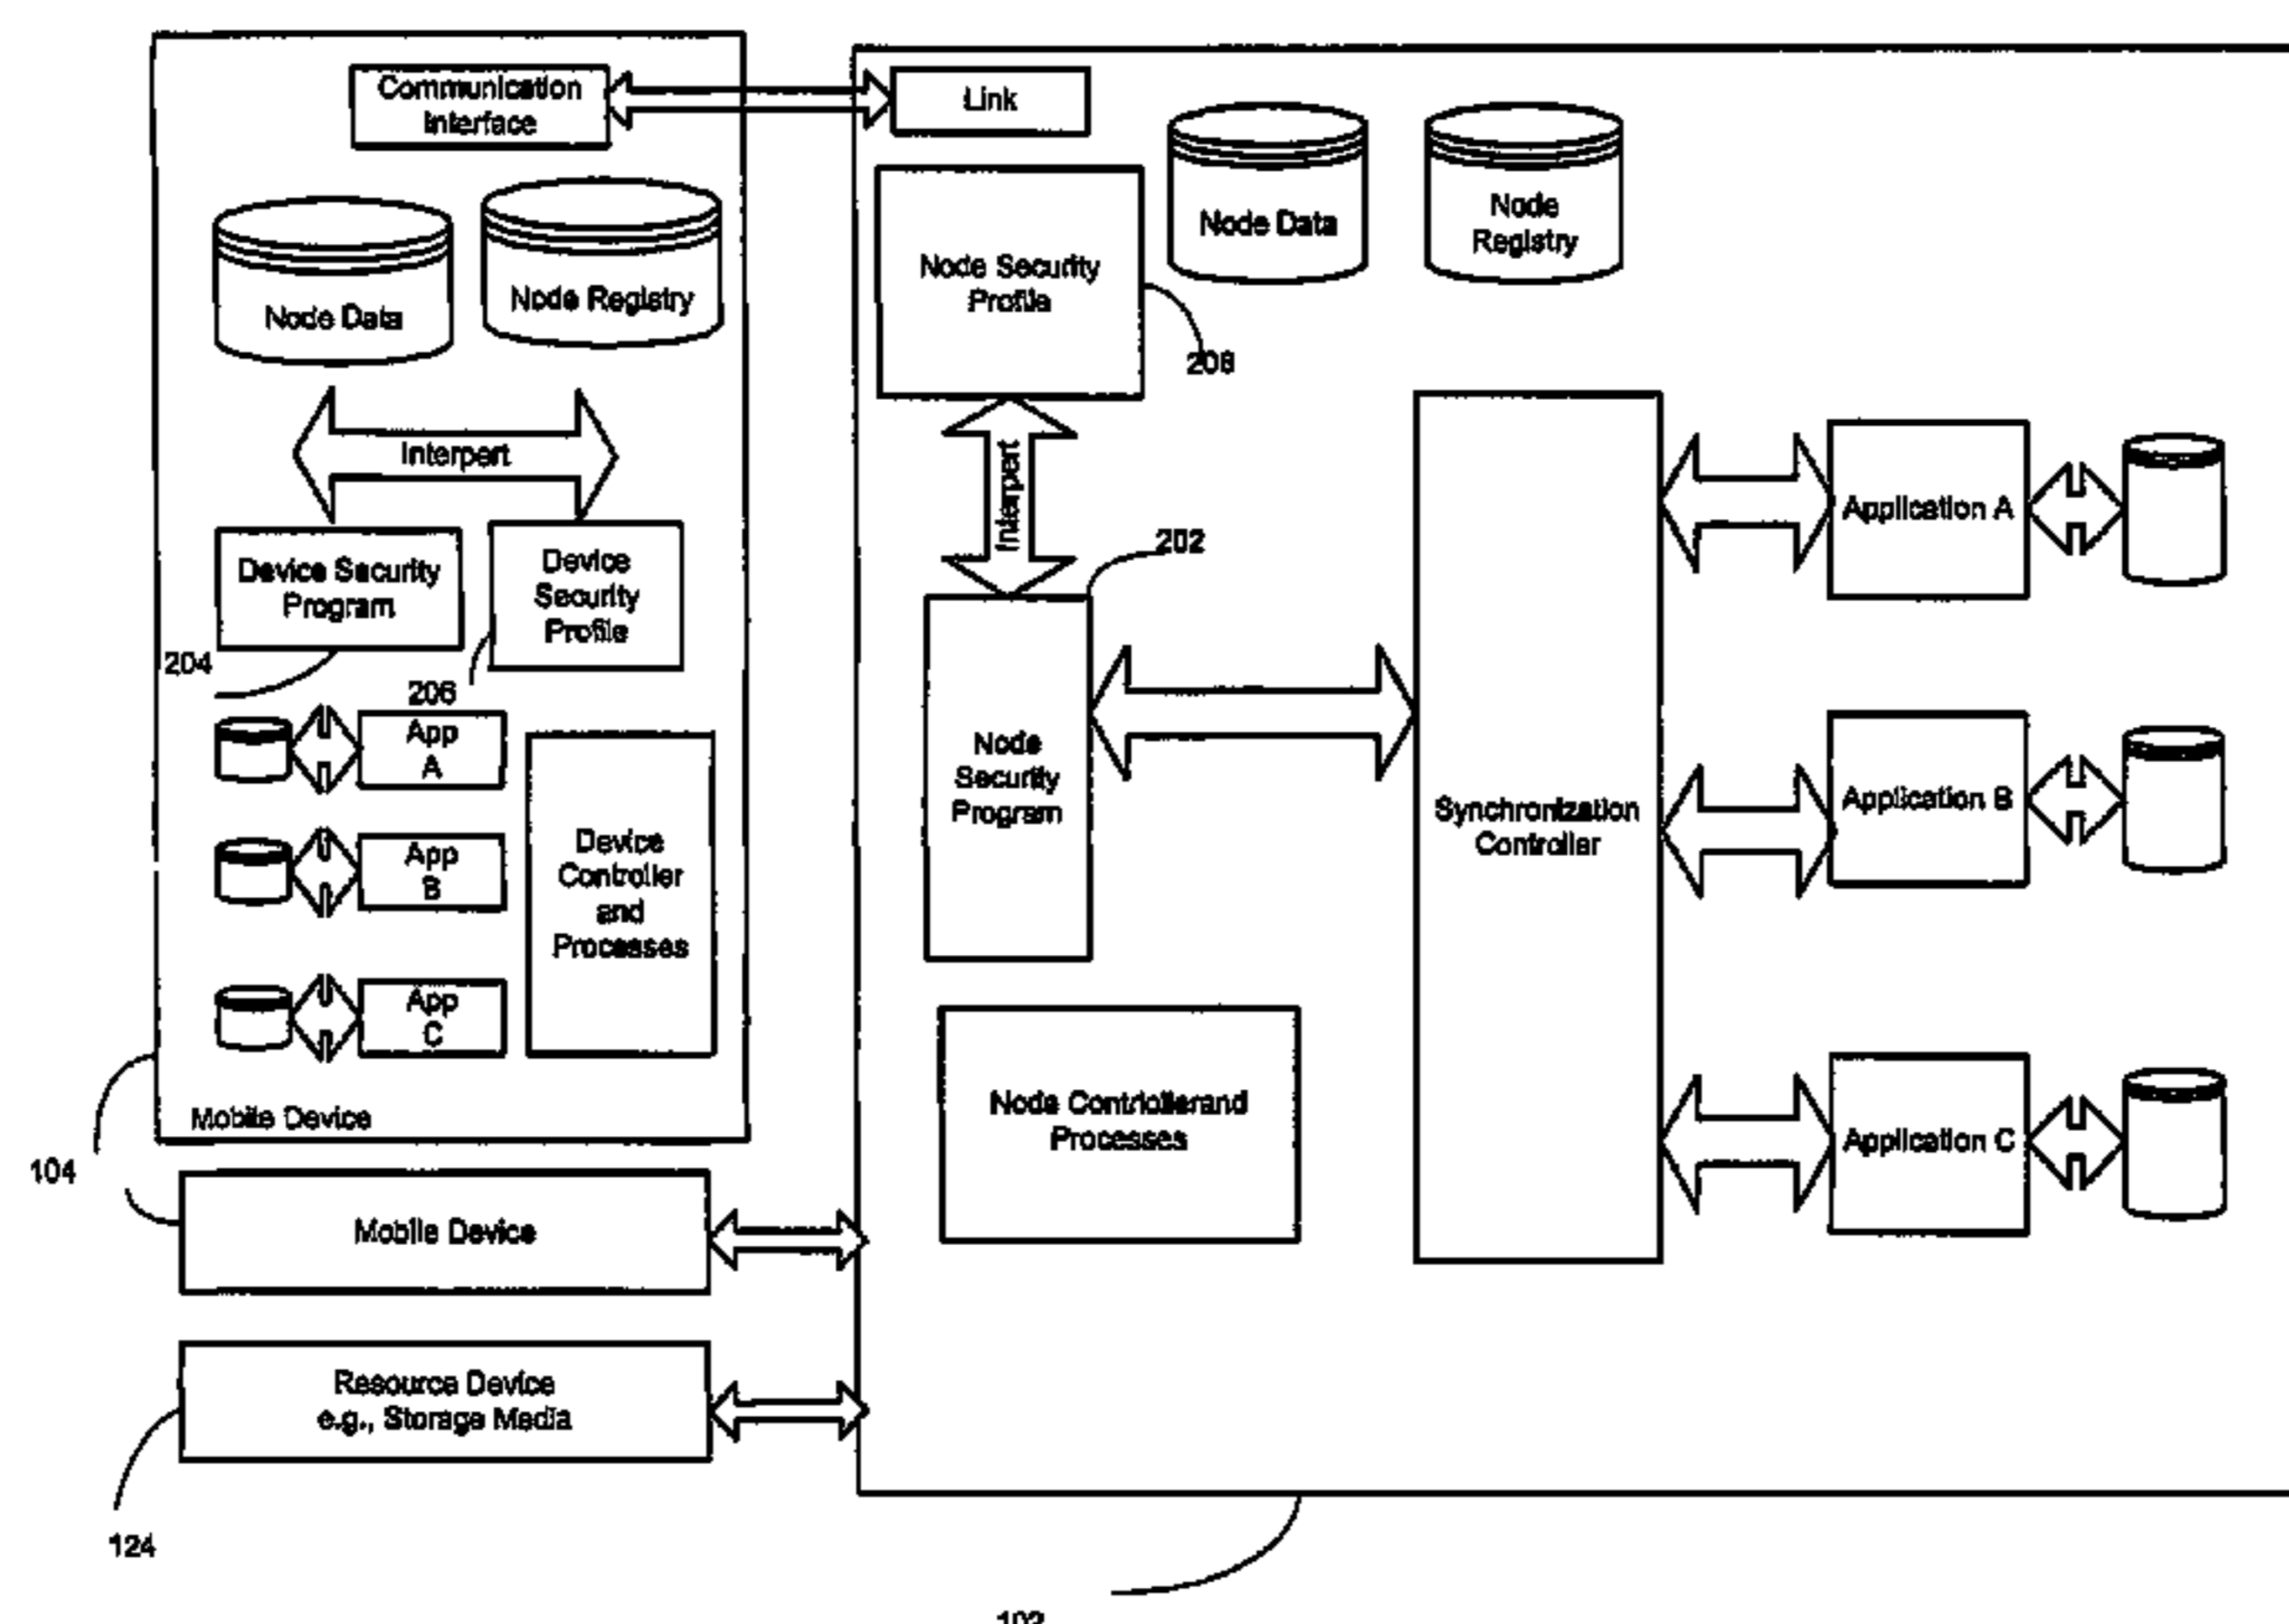 Communication
Interface
Link
Node Data
Node Registry
Node Security
Profile
Node Data
Node
Registry
208
Interpert
Interpert
Device Security
Program
Device
Security
Profile
204
206
202
App
A
App
B
App
C
Device
Controller
and
Processes
Mobile Device
Node
Security
Program
Synchronization
Controller
Application A
Application B
Application C
Node Contriollerand
Processes
104
Mobile Device
Resource Device
e.g., Storage Media
124